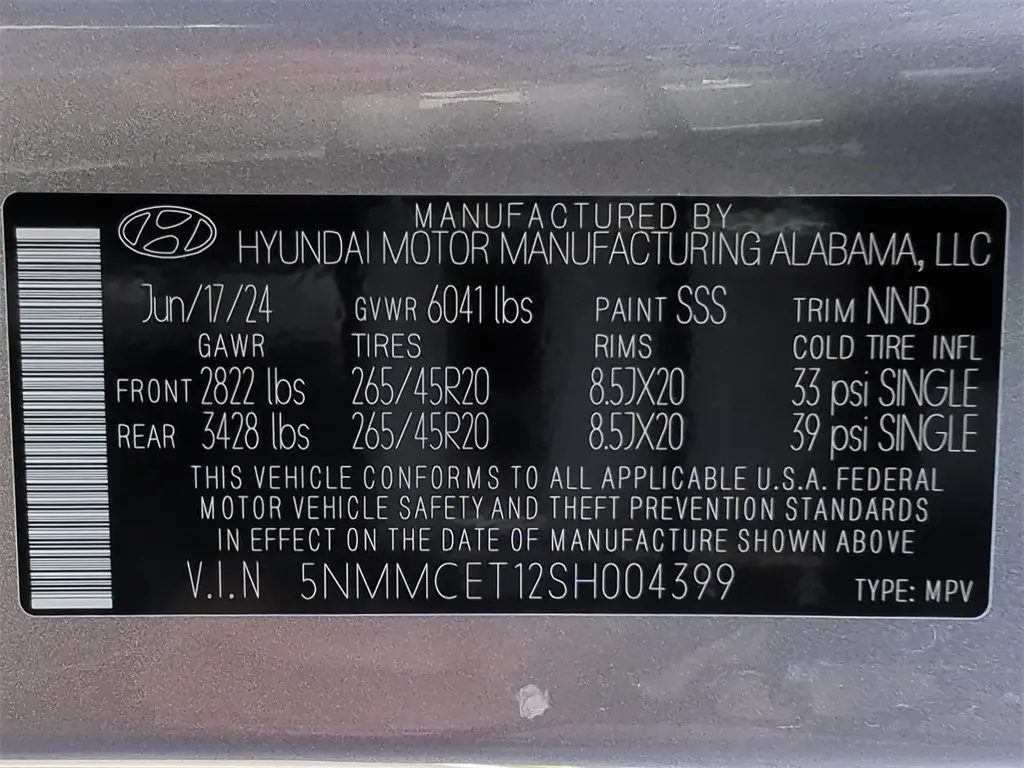 MANUFACTURED BY
HYUNDAI MOTOR MANUFACTURING ALABAMA, LLC
Jun/17/24 GVWR 6041 lbs PAINT SSS TRIM NNB
GAWR TIRES RIMS COLD TIRE INFL
FRONT 2822 lbs 265/45R20 8.5JX20 33 psi SINGLE
REAR 3428 lbs 265/45R20 8.5JX20 39 psi SINGLE
THIS VEHICLE CONFORMS TO ALL APPLICABLE U.S.A. FEDERAL
MOTOR VEHICLE SAFETY AND THEFT PREVENTION STANDARDS
IN EFFECT ON THE DATE OF MANUFACTURE SHOWN ABOVE
V.I.N 5NMMCET12SH004399 TYPE: MPV